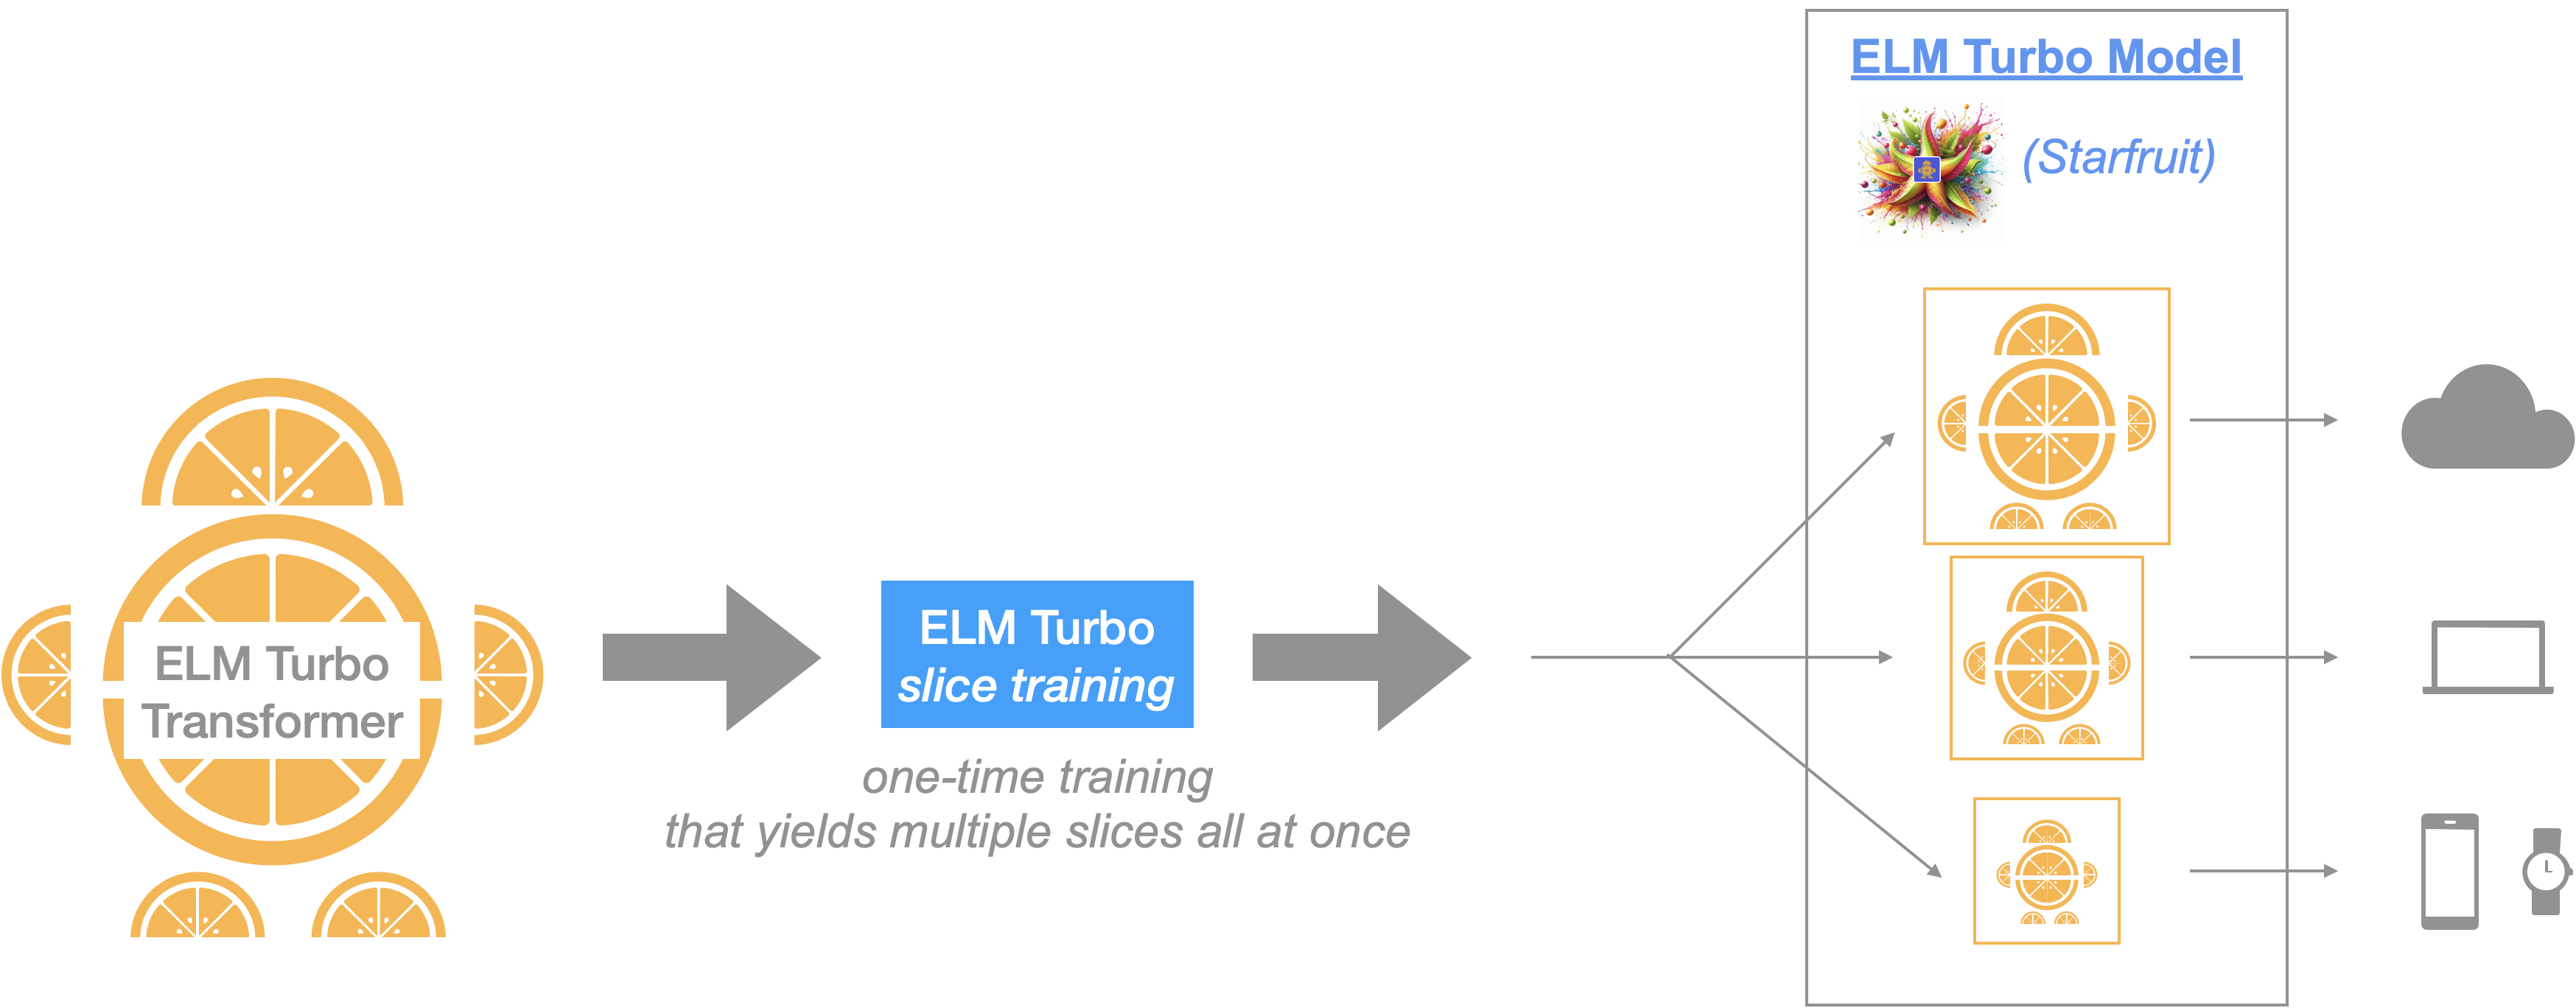 ELM Turbo
Transformer
ELM Turbo
slice training
one-time training
that yields multiple slices all at once
ELM Turbo Model
(Starfruit)